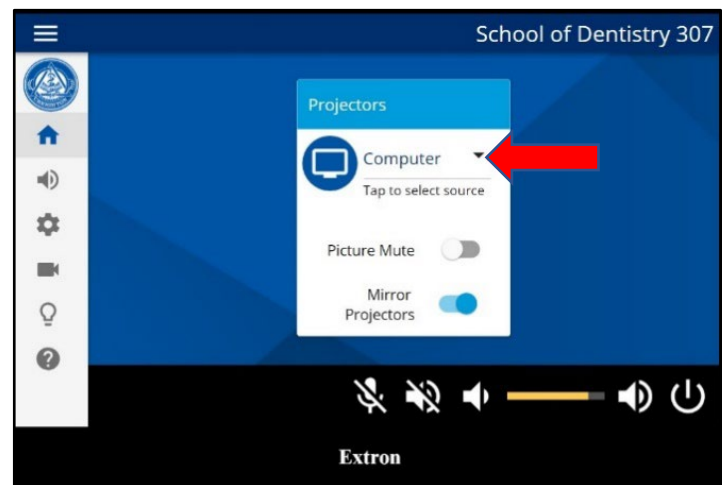 School of Dentistry 307
Projectors
Computer
Tap to select source
Picture Mute
Mirror
Projectors
Extron